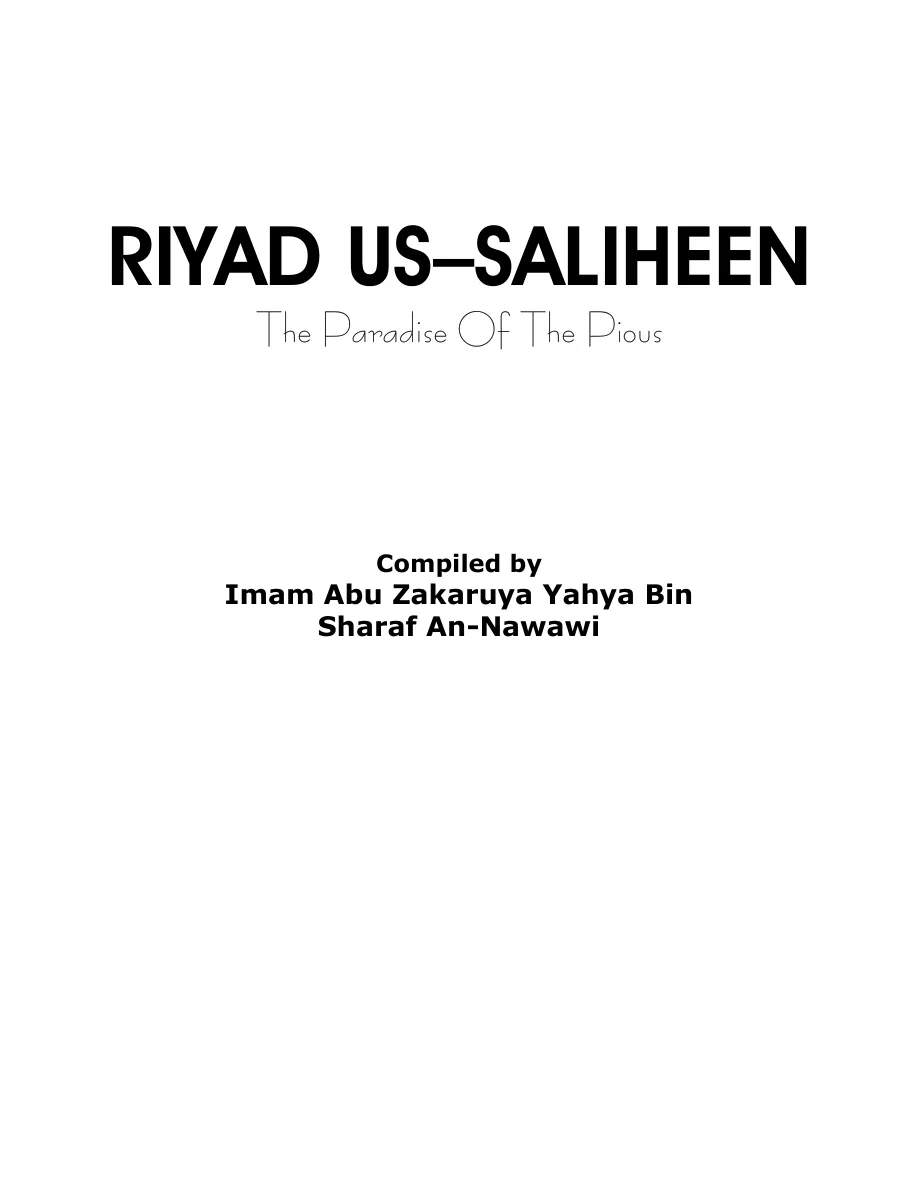 RIYAD US–SALIHEEN
The Paradise Of The Pious
Compiled by
Imam Abu Zakaruya Yahya Bin
Sharaf An-Nawawi